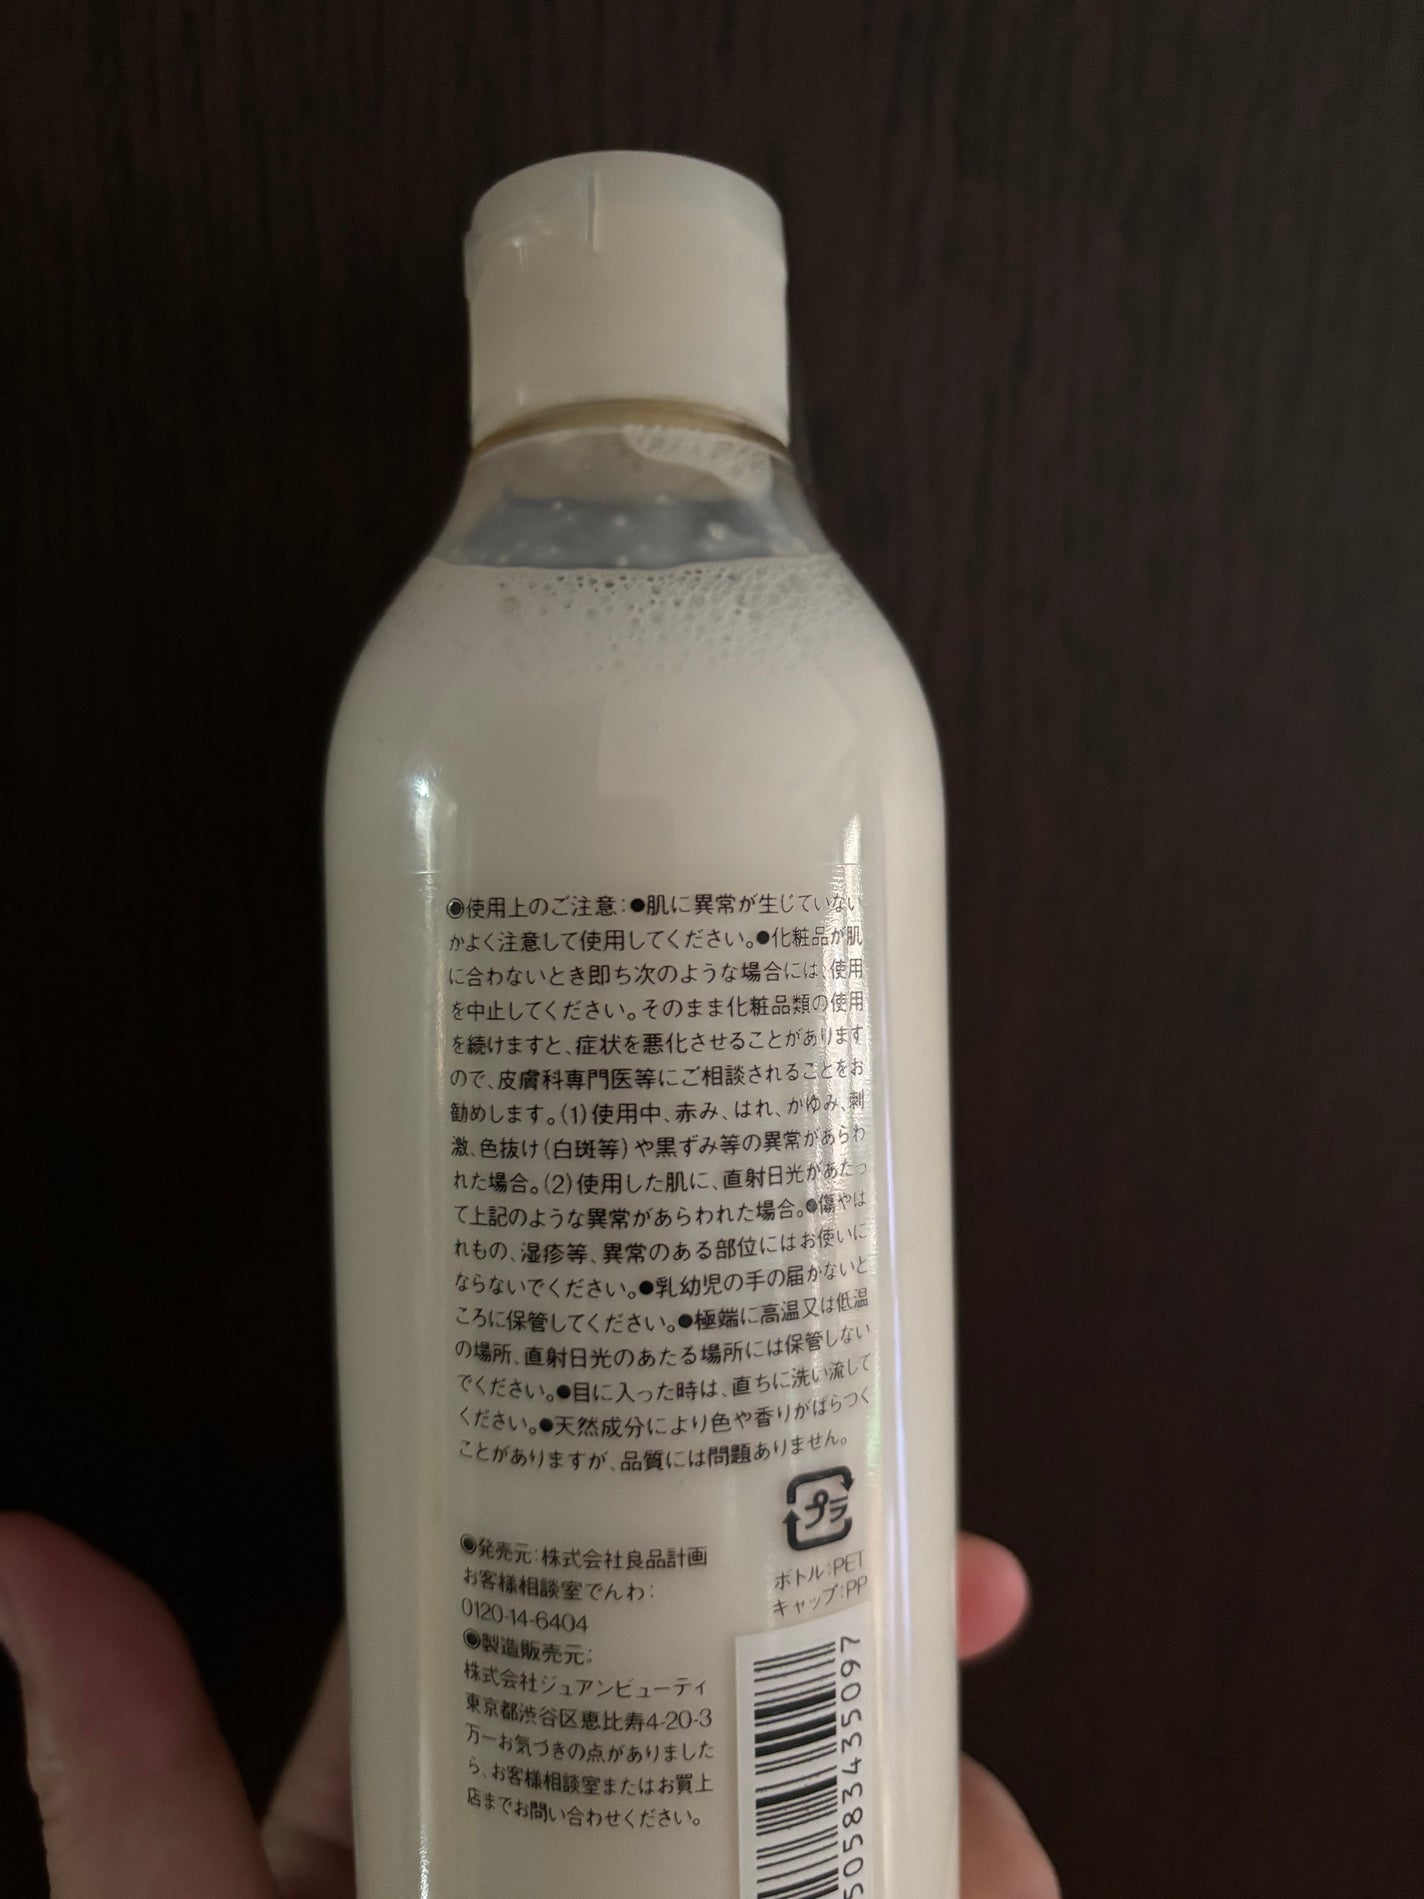 ◉使用上のご注意:●肌に異常が生じていない
かよく注意して使用してください。●化粧品が肌
に合わないとき即ち次のような場合には、使用
を中止してください。そのまま化粧品類の使用
を続けますと、症状を悪化させることがあります
ので、皮膚科専門医等にご相談されることをお
勧めします。(1)使用中、赤み、はれ、かゆみ、刺
激、色抜け(白斑等)や黒ずみ等の異常があらわ
れた場合。(2)使用した肌に、直射日光があたっ
て上記のような異常があらわれた場合。●傷やは
れもの、湿疹等、異常のある部位にはお使いに
ならないでください。●乳幼児の手の届かないと
ころに保管してください。●極端に高温又は低温
の場所、直射日光のあたる場所には保管しない
でください。●目に入った時は、直ちに洗い流して
ください。●天然成分により色や香りがばらつく
ことがありますが、品質には問題ありません。
プラ
ボトル:PET
キャップ:PP
◉発売元:株式会社良品計画
お客様相談室でんわ:
0120-14-6404
◉製造販売元:
株式会社ジュアンビューティ
東京都渋谷区恵比寿4-20-3
万一お気づきの点がありました
ら、お客様相談室またはお買上
店までお問い合わせください。
5058343​5097